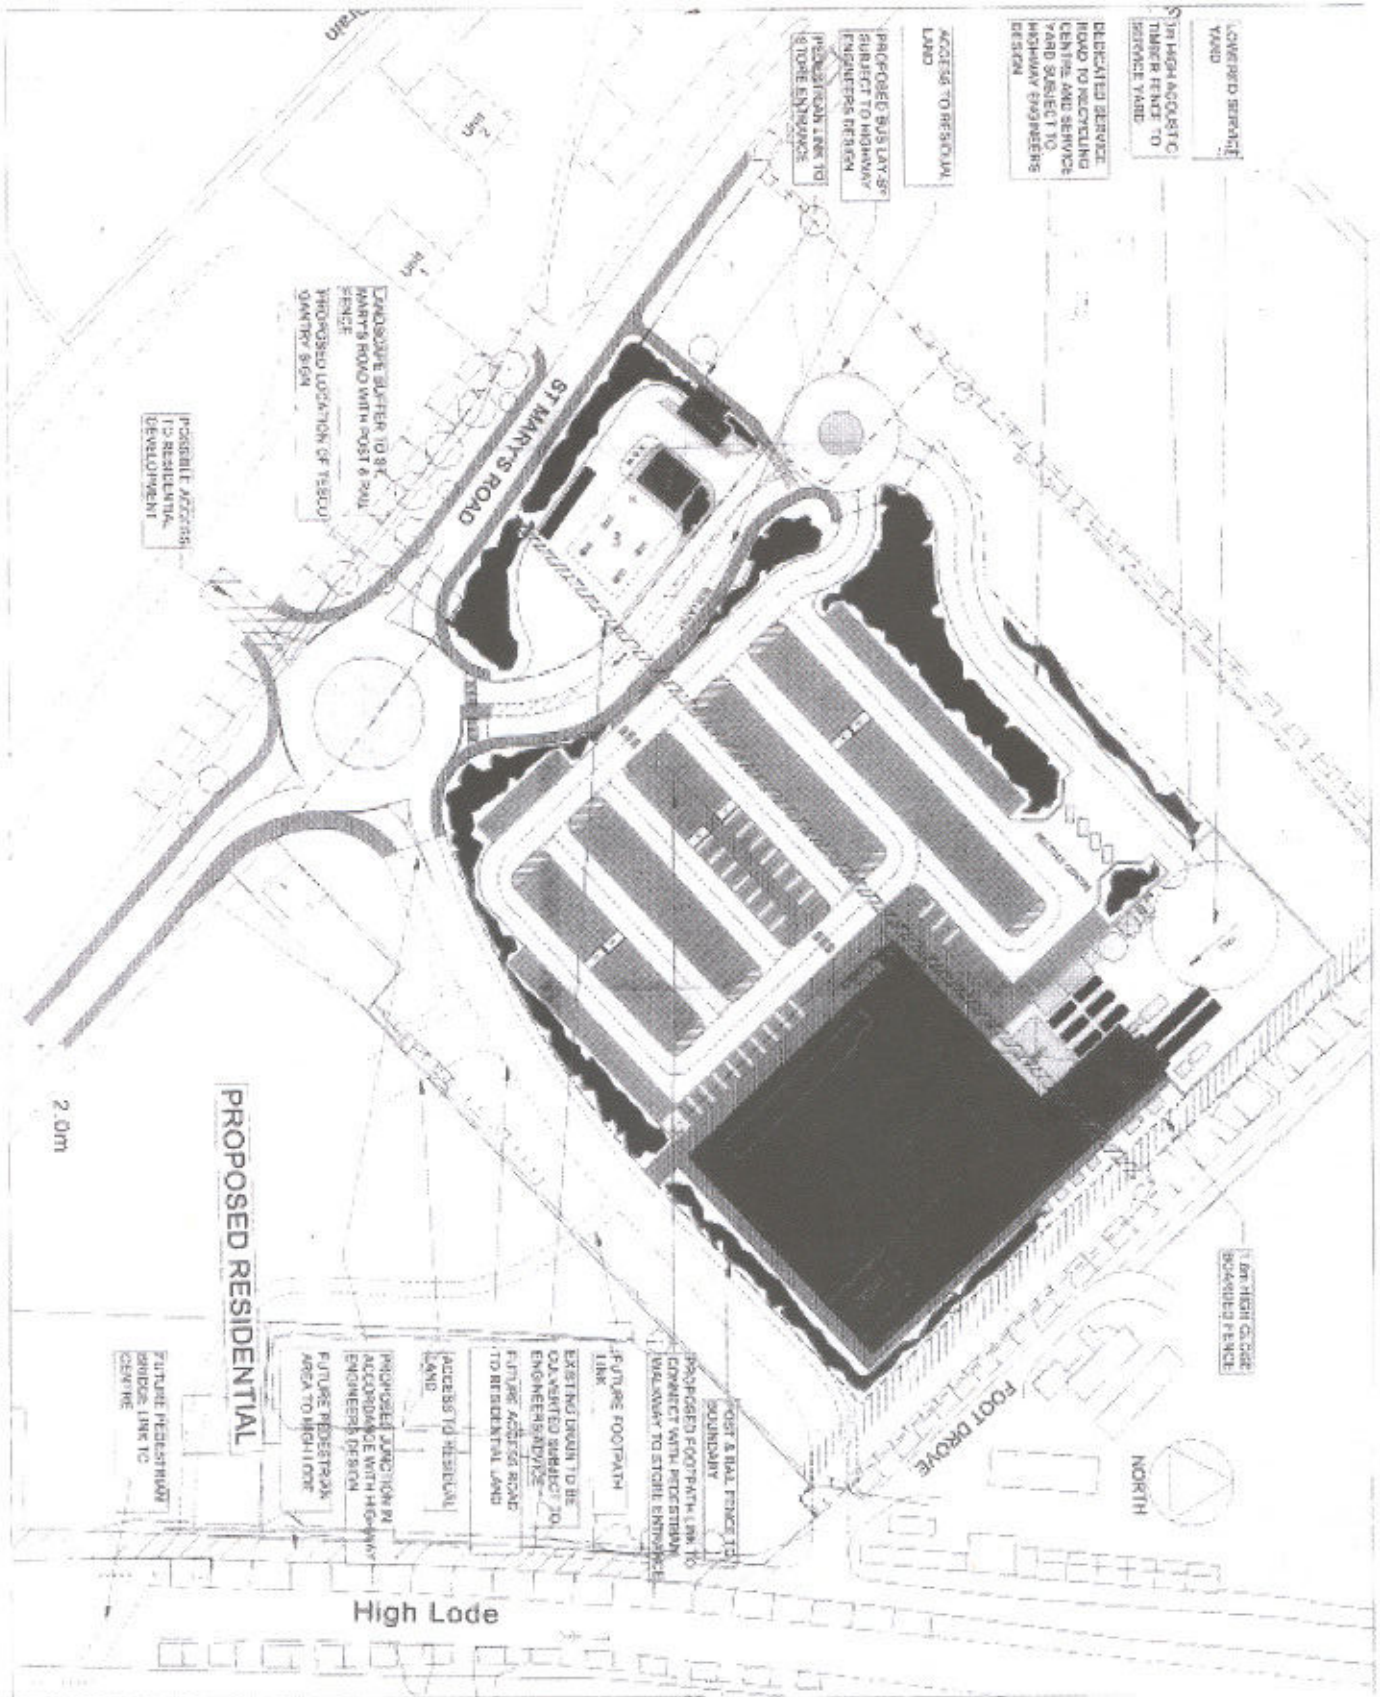 Drain
LOWERED SERVICE
YARD
HIGH ACOUSTIC
TIMBER FENCE TO
SERVICE YARD
DEDICATED SERVICE
ROAD TO RECYCLING
CENTRE AND SERVICE
YARD SUBJECT TO
HIGHWAY ENGINEERS
DESIGN
ACCESS TO RESIDUAL
LAND
PROPOSED BUS LAY-BY
SUBJECT TO HIGHWAY
ENGINEERS DESIGN
PEDESTRIAN LINK TO
STORE ENTRANCE
LANDSCAPE BUFFER TO ST.
MARY'S ROAD WITH POST & RAIL
FENCE
PROPOSED LOCATION OF TESCO
GANTRY SIGN
POSSIBLE ACCESS
TO RESIDENTIAL
DEVELOPMENT
ST MARY'S ROAD
2.0m
PROPOSED RESIDENTIAL
1.8m HIGH CLOSE
BOARDED FENCE
FOOT DROVE
NORTH
POST & RAIL FENCE TO
BOUNDARY
PROPOSED FOOTPATH LINK TO
CONNECT WITH PEDESTRIAN
WALKWAY TO STORE ENTRANCE
FUTURE FOOTPATH
LINK
EXISTING DRAIN TO BE
CULVERTED SUBJECT TO
ENGINEERS ADVICE
FUTURE ACCESS ROAD
TO RESIDENTIAL LAND
ACCESS TO RESIDUAL
LAND
PROPOSED JUNCTION IN
ACCORDANCE WITH HIGHWAY
ENGINEERS DESIGN
FUTURE PEDESTRIAN
AREA TO HIGH LODE
FUTURE PEDESTRIAN
BRIDGE LINK TO
CENTRE
High Lode